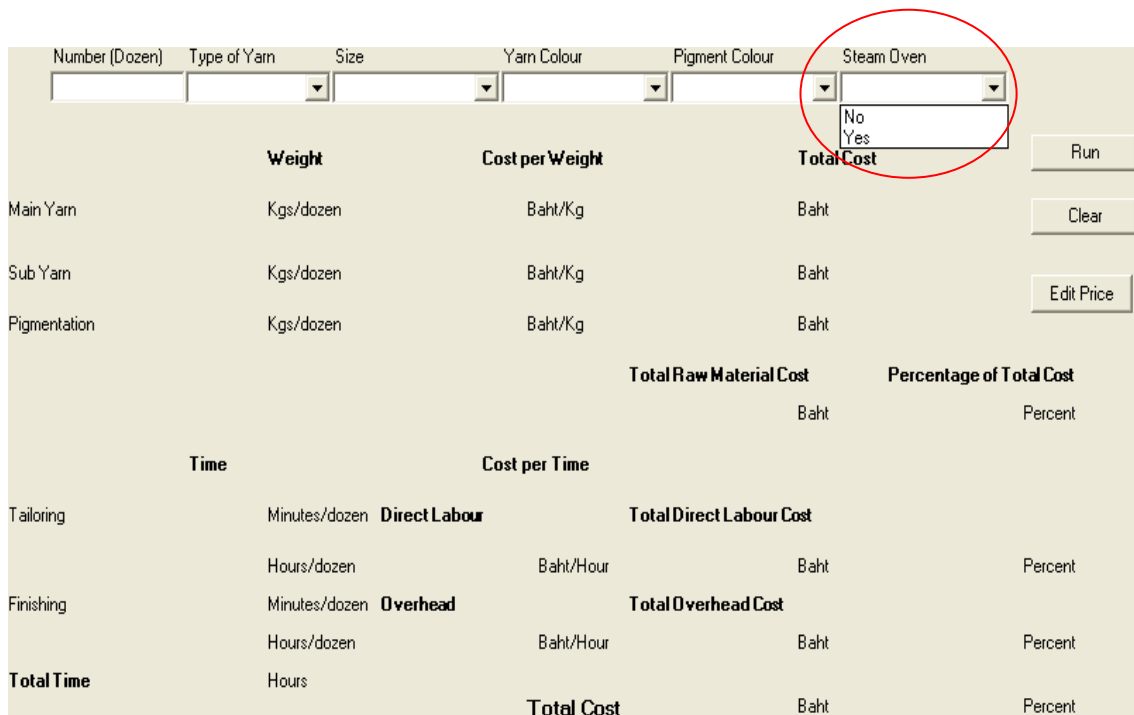 Number (Dozen) Type of Yarn Size Yarn Colour Pigment Colour Steam Oven
No
Yes
Weight Cost per Weight Total Cost Run
Main Yarn Kgs/dozen Baht/Kg Baht Clear
Sub Yarn Kgs/dozen Baht/Kg Baht
Edit Price
Pigmentation Kgs/dozen Baht/Kg Baht
Total Raw Material Cost Percentage of Total Cost
Baht Percent
Time Cost per Time
Tailoring Minutes/dozen Direct Labour Total Direct Labour Cost
Hours/dozen Baht/Hour Baht Percent
Finishing Minutes/dozen Overhead Total Overhead Cost
Hours/dozen Baht/Hour Baht Percent
Total Time Hours
Total Cost Baht Percent